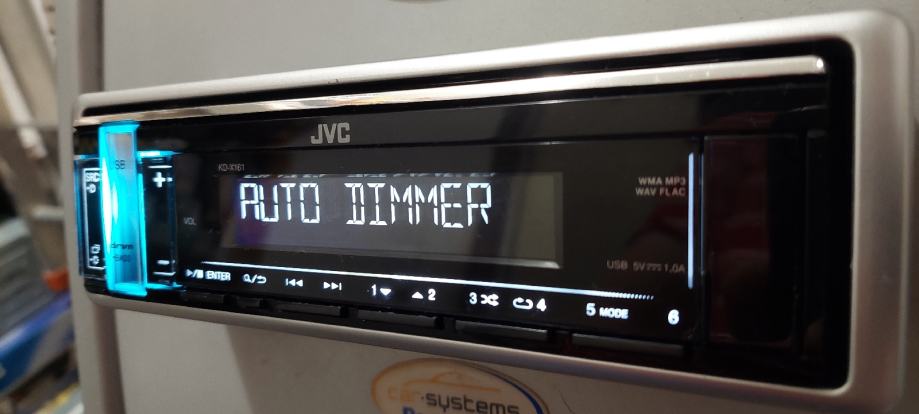 JVC
KD-X161
USB
SRC
+
AUTO DIMMER
WMA MP3
WAV FLAC
VOL
-
USB 5V 1,0A
ENTER
1 2 3 4 5 MODE 6
car-systems